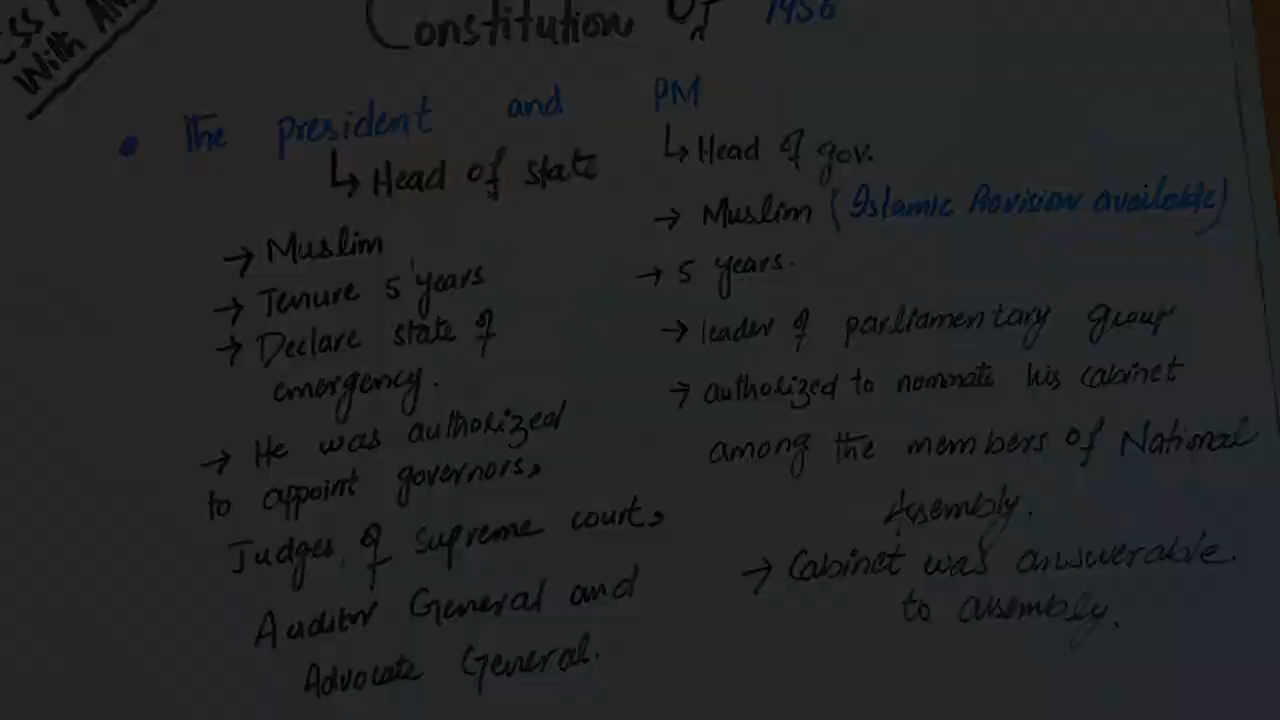 With
Constitution Of 1956
• The president and PM
↳ Head of state
↳ Head of gov.
→ Muslim
→ Tenure 5 years
→ Declare state of
emergency.
→ He was authorized
to appoint governors,
Judges of supreme court,
Auditor General and
Advocate General.
→ Muslim (Islamic Provision available)
→ 5 years.
→ leader of parliamentary group
→ authorized to nominate his cabinet
among the members of National
Assembly.
→ Cabinet was answerable.
to assembly.